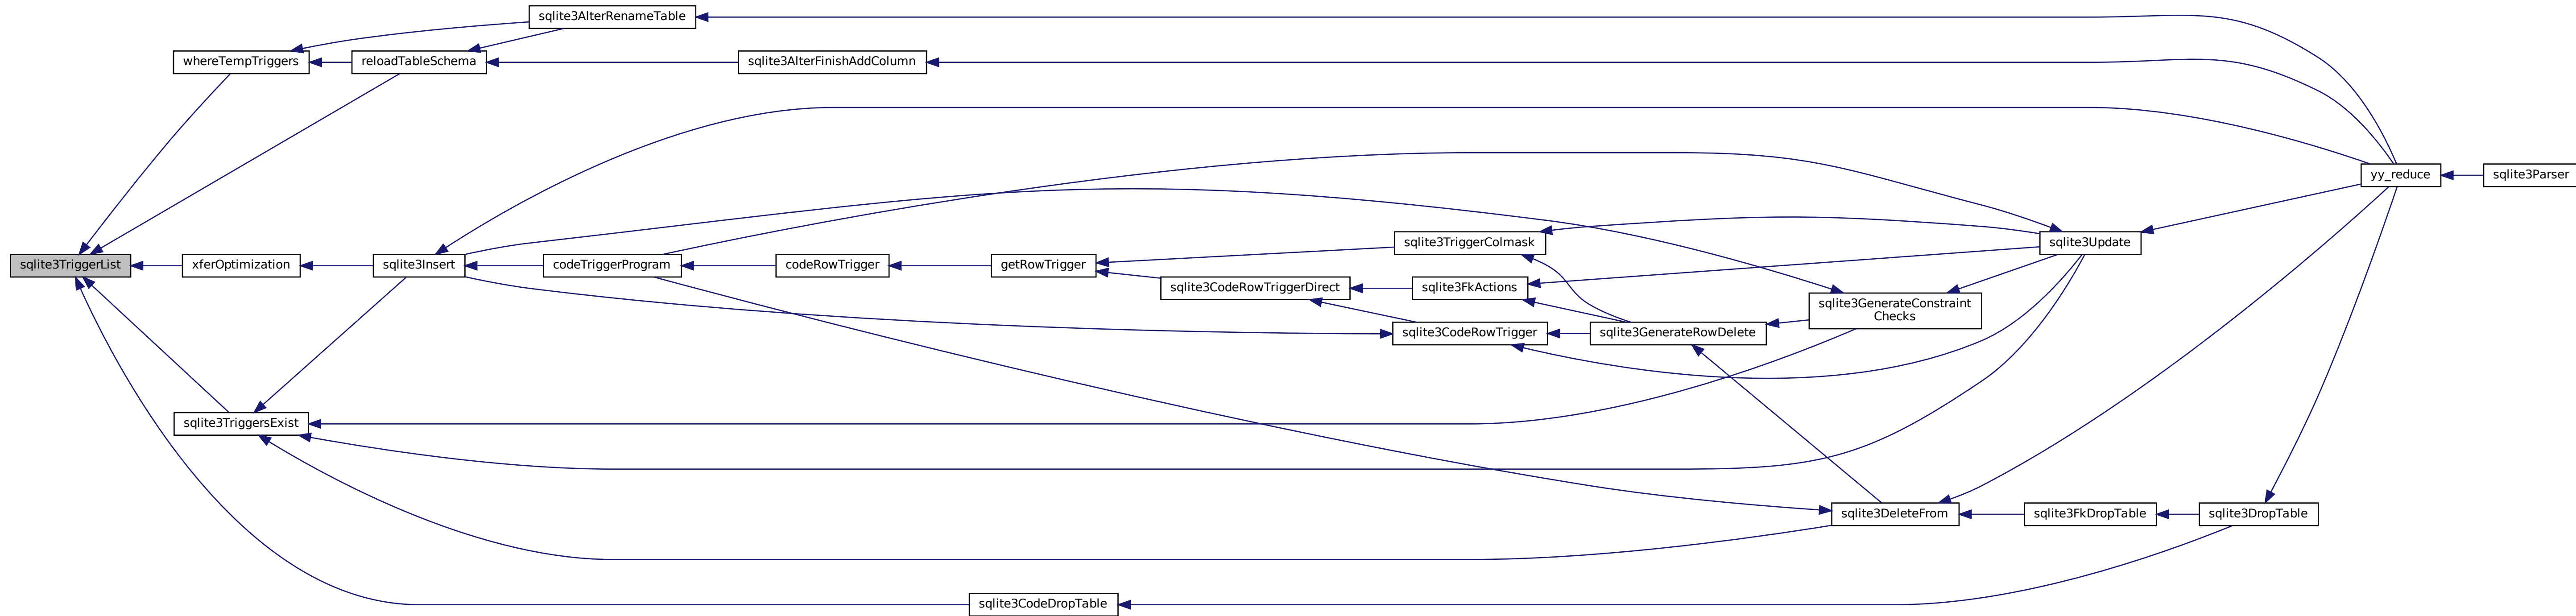 sqlite3AlterRenameTable
whereTempTriggers
reloadTableSchema
sqlite3AlterFinishAddColumn
yy_reduce
sqlite3Parser
sqlite3TriggerColmask
sqlite3Update
sqlite3TriggerList
xferOptimization
sqlite3Insert
codeTriggerProgram
codeRowTrigger
getRowTrigger
sqlite3CodeRowTriggerDirect
sqlite3FkActions
sqlite3GenerateConstraint
Checks
sqlite3CodeRowTrigger
sqlite3GenerateRowDelete
sqlite3TriggersExist
sqlite3DeleteFrom
sqlite3FkDropTable
sqlite3DropTable
sqlite3CodeDropTable